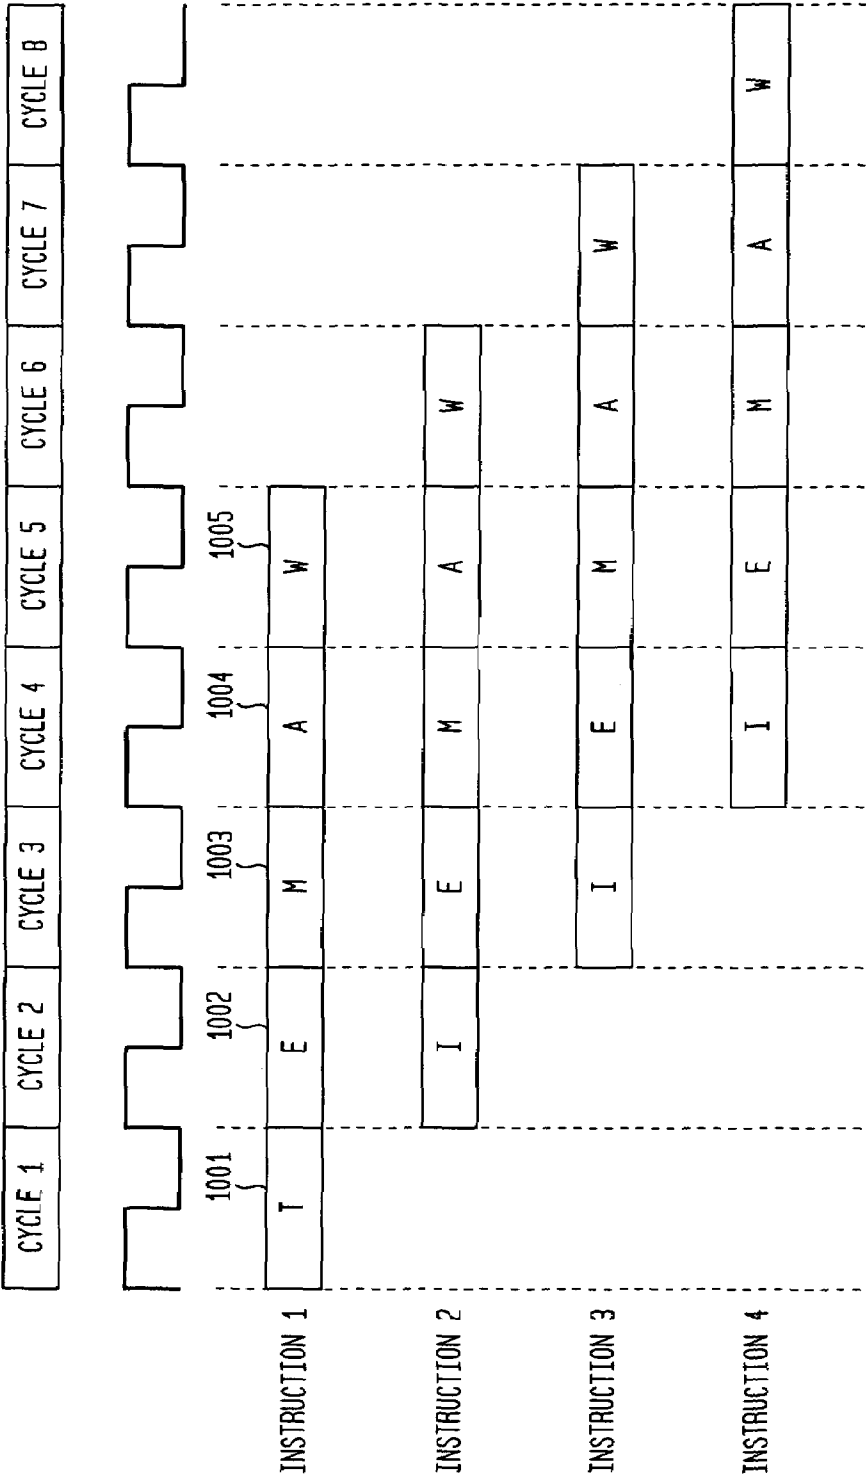 CYCLE 1 CYCLE 2 CYCLE 3 CYCLE 4 CYCLE 5 CYCLE 6 CYCLE 7 CYCLE 8
1001 1002 1003 1004 1005
INSTRUCTION 1 T E M A W
INSTRUCTION 2 I E M A W
INSTRUCTION 3 I E M A W
INSTRUCTION 4 I E M A W